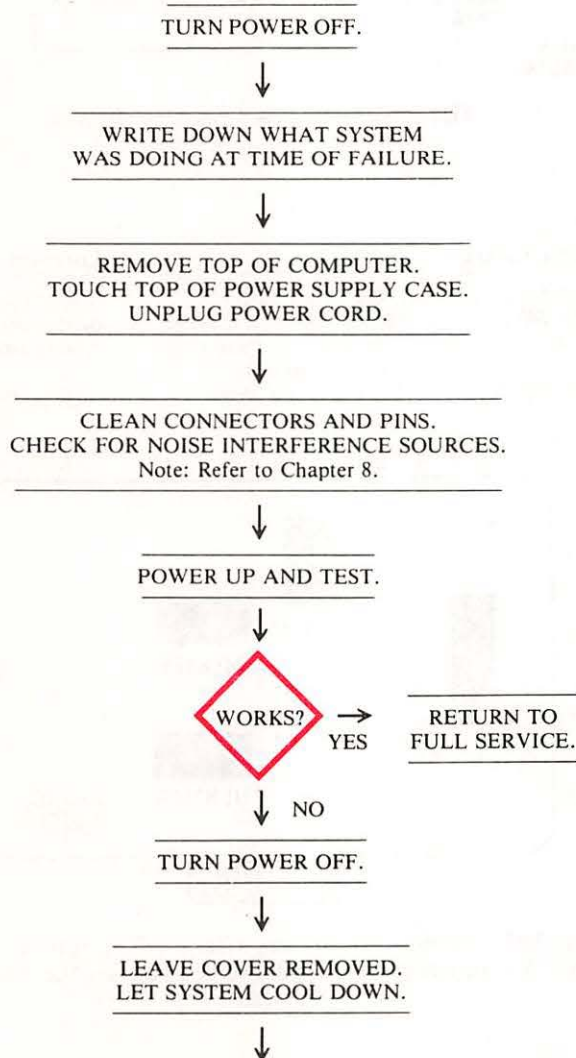 TURN POWER OFF.
WRITE DOWN WHAT SYSTEM
WAS DOING AT TIME OF FAILURE.
REMOVE TOP OF COMPUTER.
TOUCH TOP OF POWER SUPPLY CASE.
UNPLUG POWER CORD.
CLEAN CONNECTORS AND PINS.
CHECK FOR NOISE INTERFERENCE SOURCES.
Note: Refer to Chapter 8.
POWER UP AND TEST.
WORKS?
YES
RETURN TO
FULL SERVICE.
NO
TURN POWER OFF.
LEAVE COVER REMOVED.
LET SYSTEM COOL DOWN.